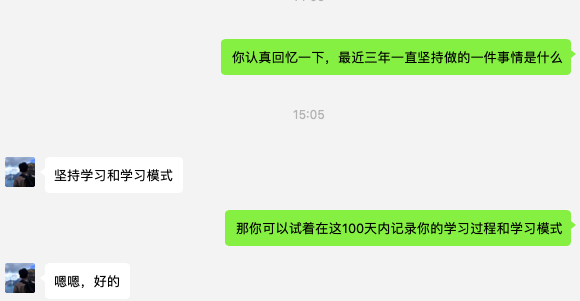 你认真回忆一下，最近三年一直坚持做的一件事情是什么
15:05
坚持学习和学习模式
那你可以试着在这100天内记录你的学习过程和学习模式
嗯嗯，好的